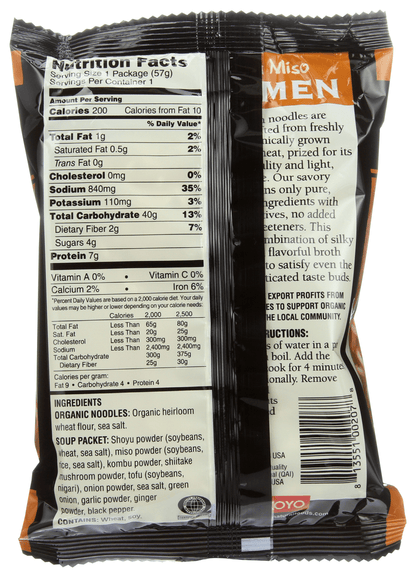 Nutrition Facts
Serving Size 1 Package (57g)
Servings Per Container 1
Amount Per Serving
Calories 200 Calories from Fat 10
% Daily Value*
Total Fat 1g 2%
Saturated Fat 0.5g 2%
Trans Fat 0g
Cholesterol 0mg 0%
Sodium 840mg 35%
Potassium 110mg 3%
Total Carbohydrate 40g 13%
Dietary Fiber 2g 7%
Sugars 4g
Protein 7g
Vitamin A 0% • Vitamin C 0%
Calcium 2% • Iron 6%
*Percent Daily Values are based on a 2,000 calorie diet. Your daily
values may be higher or lower depending on your calorie needs:
Calories 2,000 2,500
Total Fat Less Than 65g 80g
Sat. Fat Less Than 20g 25g
Cholesterol Less Than 300mg 300mg
Sodium Less Than 2,400mg 2,400mg
Total Carbohydrate 300g 375g
Dietary Fiber 25g 30g
Calories per gram:
Fat 9 • Carbohydrate 4 • Protein 4
INGREDIENTS
ORGANIC NOODLES: Organic heirloom
wheat flour, sea salt.
SOUP PACKET: Shoyu powder (soybeans,
wheat, sea salt), miso powder (soybeans,
rice, sea salt), kombu powder, shiitake
mushroom powder, tofu (soybeans,
nigari), onion powder, sea salt, green
onion, garlic powder, ginger
powder, black pepper.
CONTAINS: Wheat, soy.
Miso
MEN
noodles are
ted from freshly
nically grown
heat, prized for its
ality and light,
. Our savory
ns only pure,
ngredients with
tives, no added
eeteners. This
mbination of silky
flavorful broth
to satisfy even the
ticated taste buds.
EXPORT PROFITS FROM
ES TO SUPPORT ORGANIC
THE LOCAL COMMUNITY.
RUCTIONS:
s of water in a p
boil. Add the
ook for 4 minute
ionally. Remove
ts
d
USA
uality
al (QAI)
USA
OYO
8 13551 00207